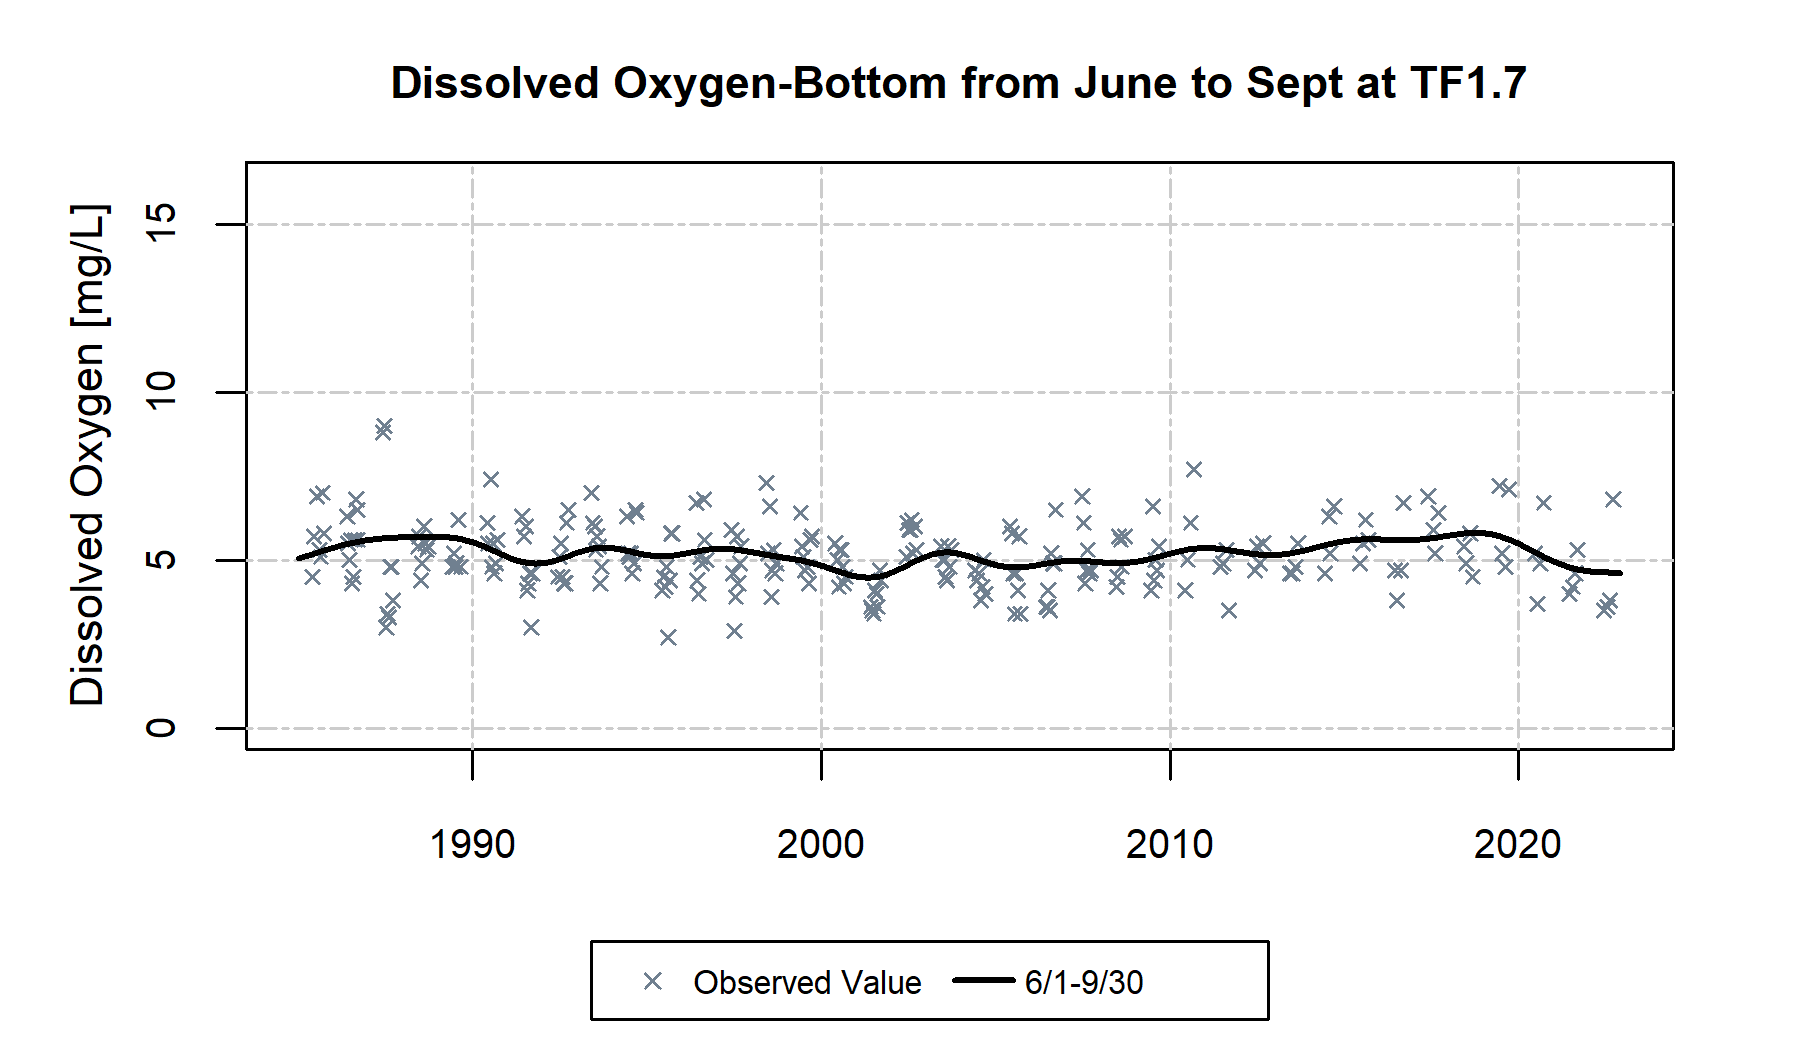 Dissolved Oxygen-Bottom from June to Sept at TF1.7
Dissolved Oxygen [mg/L]
15
10
5
0
1990 2000 2010 2020
Observed Value 6/1-9/30